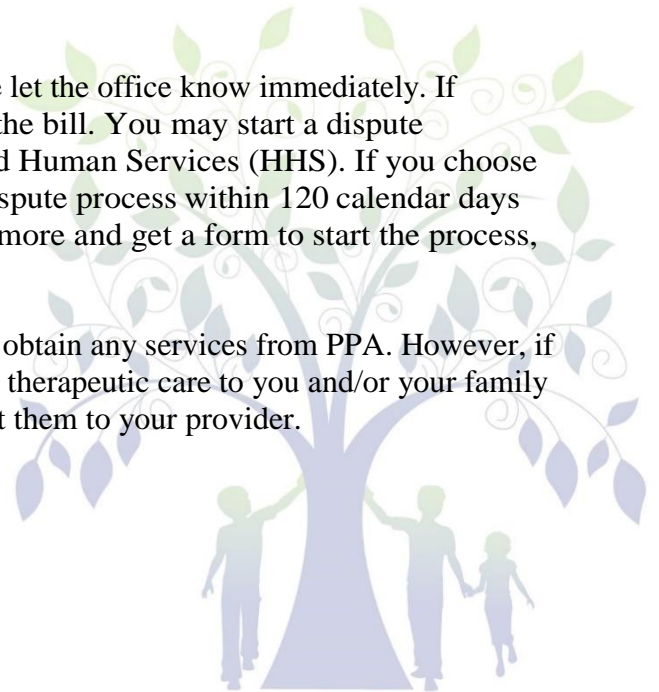 e let the office know immediately. If
the bill. You may start a dispute
d Human Services (HHS). If you choose
spute process within 120 calendar days
more and get a form to start the process,
obtain any services from PPA. However, if
therapeutic care to you and/or your family
t them to your provider.